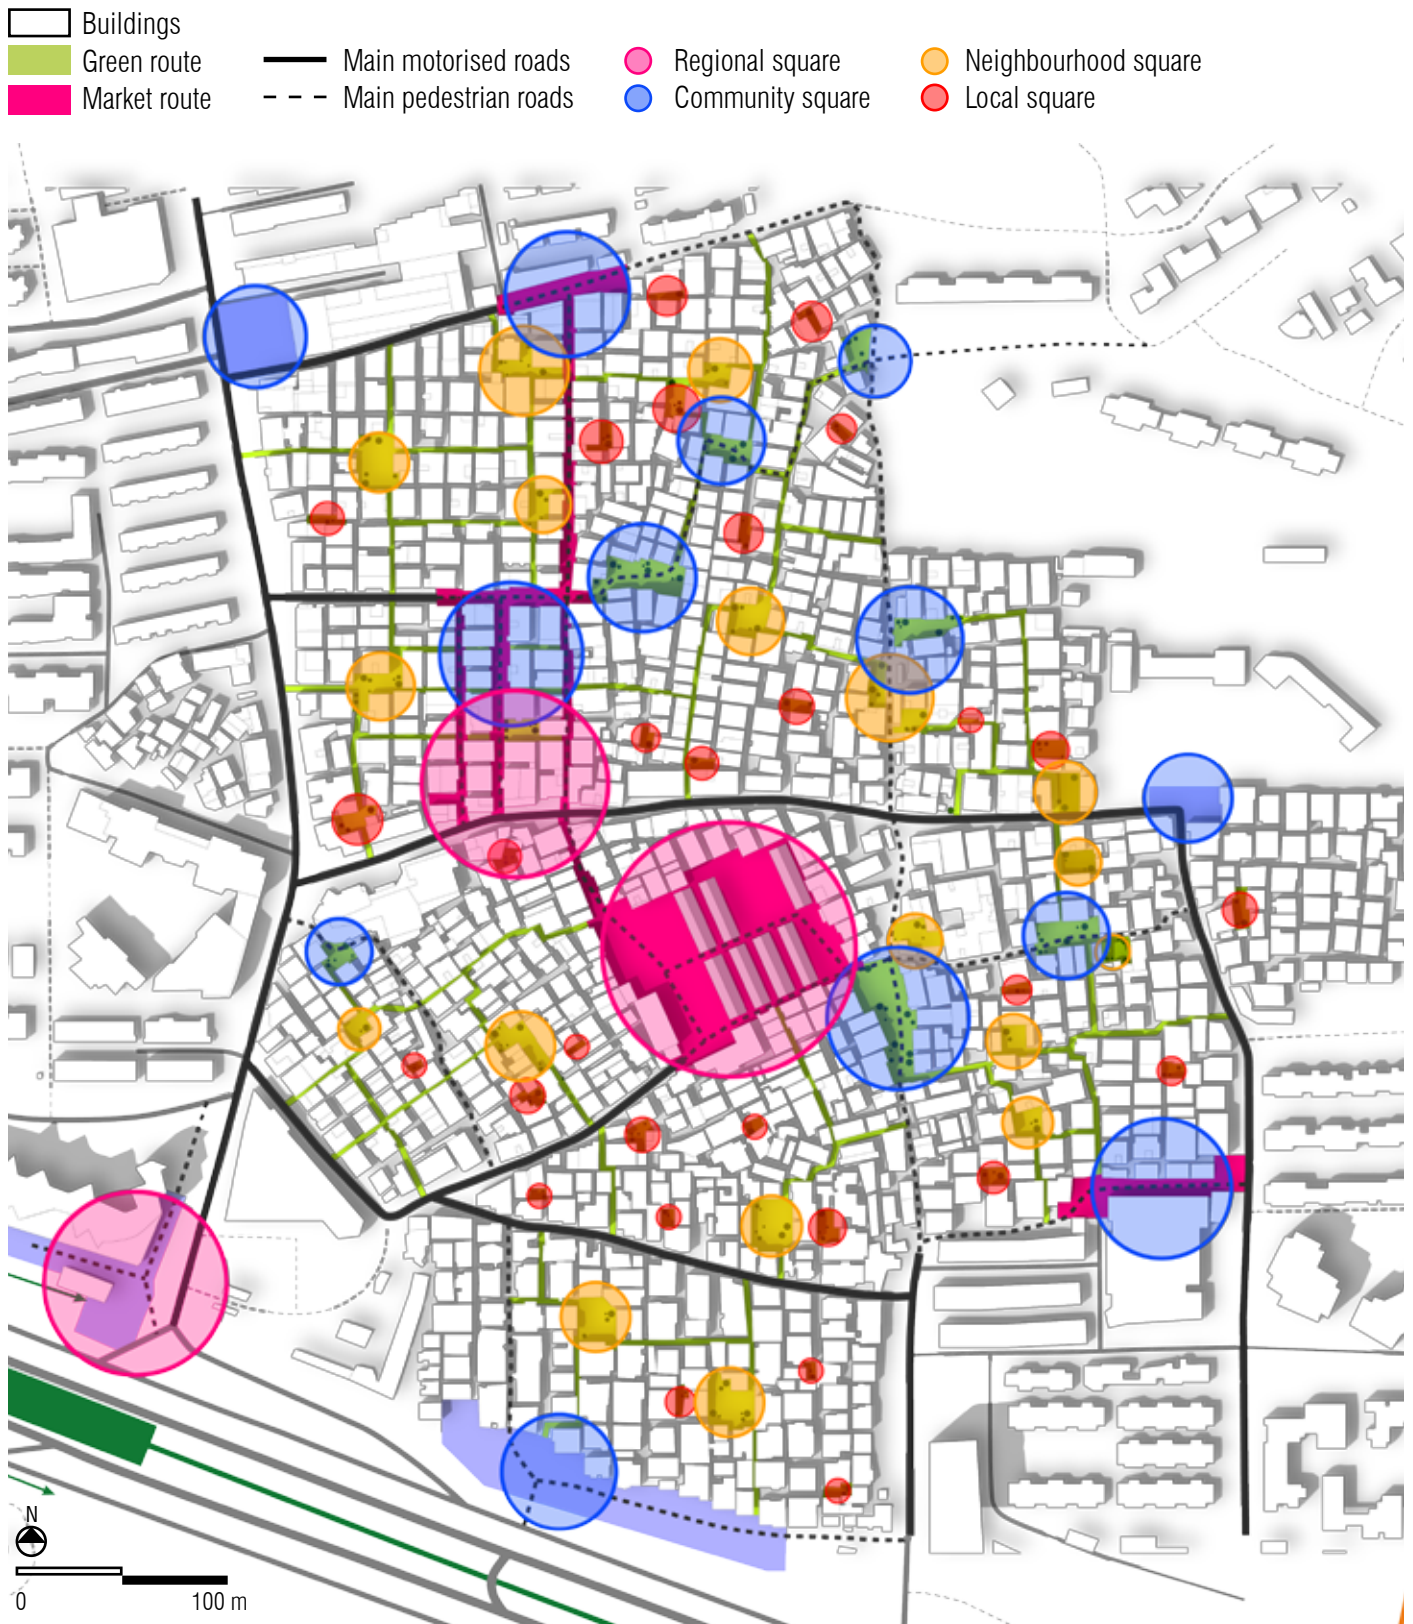 Buildings
Green route
Market route
Main motorised roads
Main pedestrian roads
Regional square
Community square
Neighbourhood square
Local square
N
0 100 m